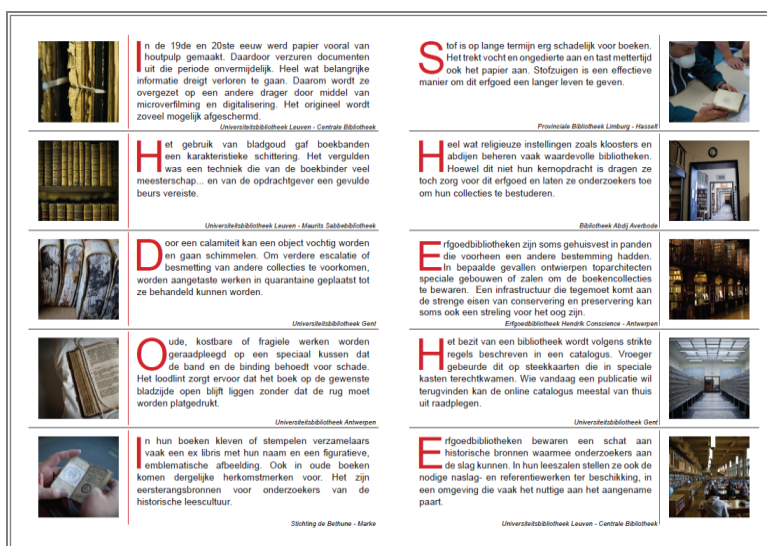 In de 19de en 20ste eeuw werd papier vooral van
houtpulp gemaakt. Daardoor verzuren documenten
uit die periode onvermijdelijk. Heel wat belangrijke
informatie dreigt verloren te gaan. Daarom wordt ze
overgezet op een andere drager door middel van
microverfilming en digitalisering. Het origineel wordt
zoveel mogelijk afgeschermd.
Universiteitsbibliotheek Leuven - Centrale Bibliotheek
Het gebruik van bladgoud gaf boekbanden
een karakteristieke schittering. Het vergulden
was een techniek die van de boekbinder veel
meesterschap... en van de opdrachtgever een gevulde
beurs vereiste.
Universiteitsbibliotheek Leuven - Maurits Sabbebibliotheek
Door een calamiteit kan een object vochtig worden
en gaan schimmelen. Om verdere escalatie of
besmetting van andere collecties te voorkomen,
worden aangetaste werken in quarantaine geplaatst tot
ze behandeld kunnen worden.
Universiteitsbibliotheek Gent
Oude, kostbare of fragiele werken worden
geraadpleegd op een speciaal kussen dat
de band en de binding behoedt voor schade.
Het loodlint zorgt ervoor dat het boek op de gewenste
bladzijde open blijft liggen zonder dat de rug moet
worden platgedrukt.
Universiteitsbibliotheek Antwerpen
In hun boeken kleven of stempelen verzamelaars
vaak een ex libris met hun naam en een figuratieve,
emblematische afbeelding. Ook in oude boeken
komen dergelijke herkomstmerken voor. Het zijn
eersterangsbronnen voor onderzoekers van de
historische leescultuur.
Stichting de Bethune - Marke
Stof is op lange termijn erg schadelijk voor boeken.
Het trekt vocht en ongedierte aan en tast mettertijd
ook het papier aan. Stofzuigen is een effectieve
manier om dit erfgoed een langer leven te geven.
Provinciale Bibliotheek Limburg - Hasselt
Heel wat religieuze instellingen zoals kloosters en
abdijen beheren vaak waardevolle bibliotheken.
Hoewel dit niet hun kernopdracht is dragen ze
toch zorg voor dit erfgoed en laten ze onderzoekers toe
om hun collecties te bestuderen.
Bibliotheek Abdij Averbode
Erfgoedbibliotheken zijn soms gehuisvest in panden
die voorheen een andere bestemming hadden.
In bepaalde gevallen ontwierpen toparchitecten
speciale gebouwen of zalen om de boekencollecties
te bewaren. Een infrastructuur die tegemoet komt aan
de strenge eisen van conservering en preservering kan
soms ook een streling voor het oog zijn.
Erfgoedbibliotheek Hendrik Conscience - Antwerpen
Het bezit van een bibliotheek wordt volgens strikte
regels beschreven in een catalogus. Vroeger
gebeurde dit op steekkaarten die in speciale
kasten terechtkwamen. Wie vandaag een publicatie wil
terugvinden kan de online catalogus meestal van thuis
uit raadplegen.
Universiteitsbibliotheek Gent
Erfgoedbibliotheken bewaren een schat aan
historische bronnen waarmee onderzoekers aan
de slag kunnen. In hun leeszalen stellen ze ook de
nodige naslag- en referentiewerken ter beschikking, in
een omgeving die vaak het nuttige aan het aangename
paart.
Universiteitsbibliotheek Leuven - Centrale Bibliotheek